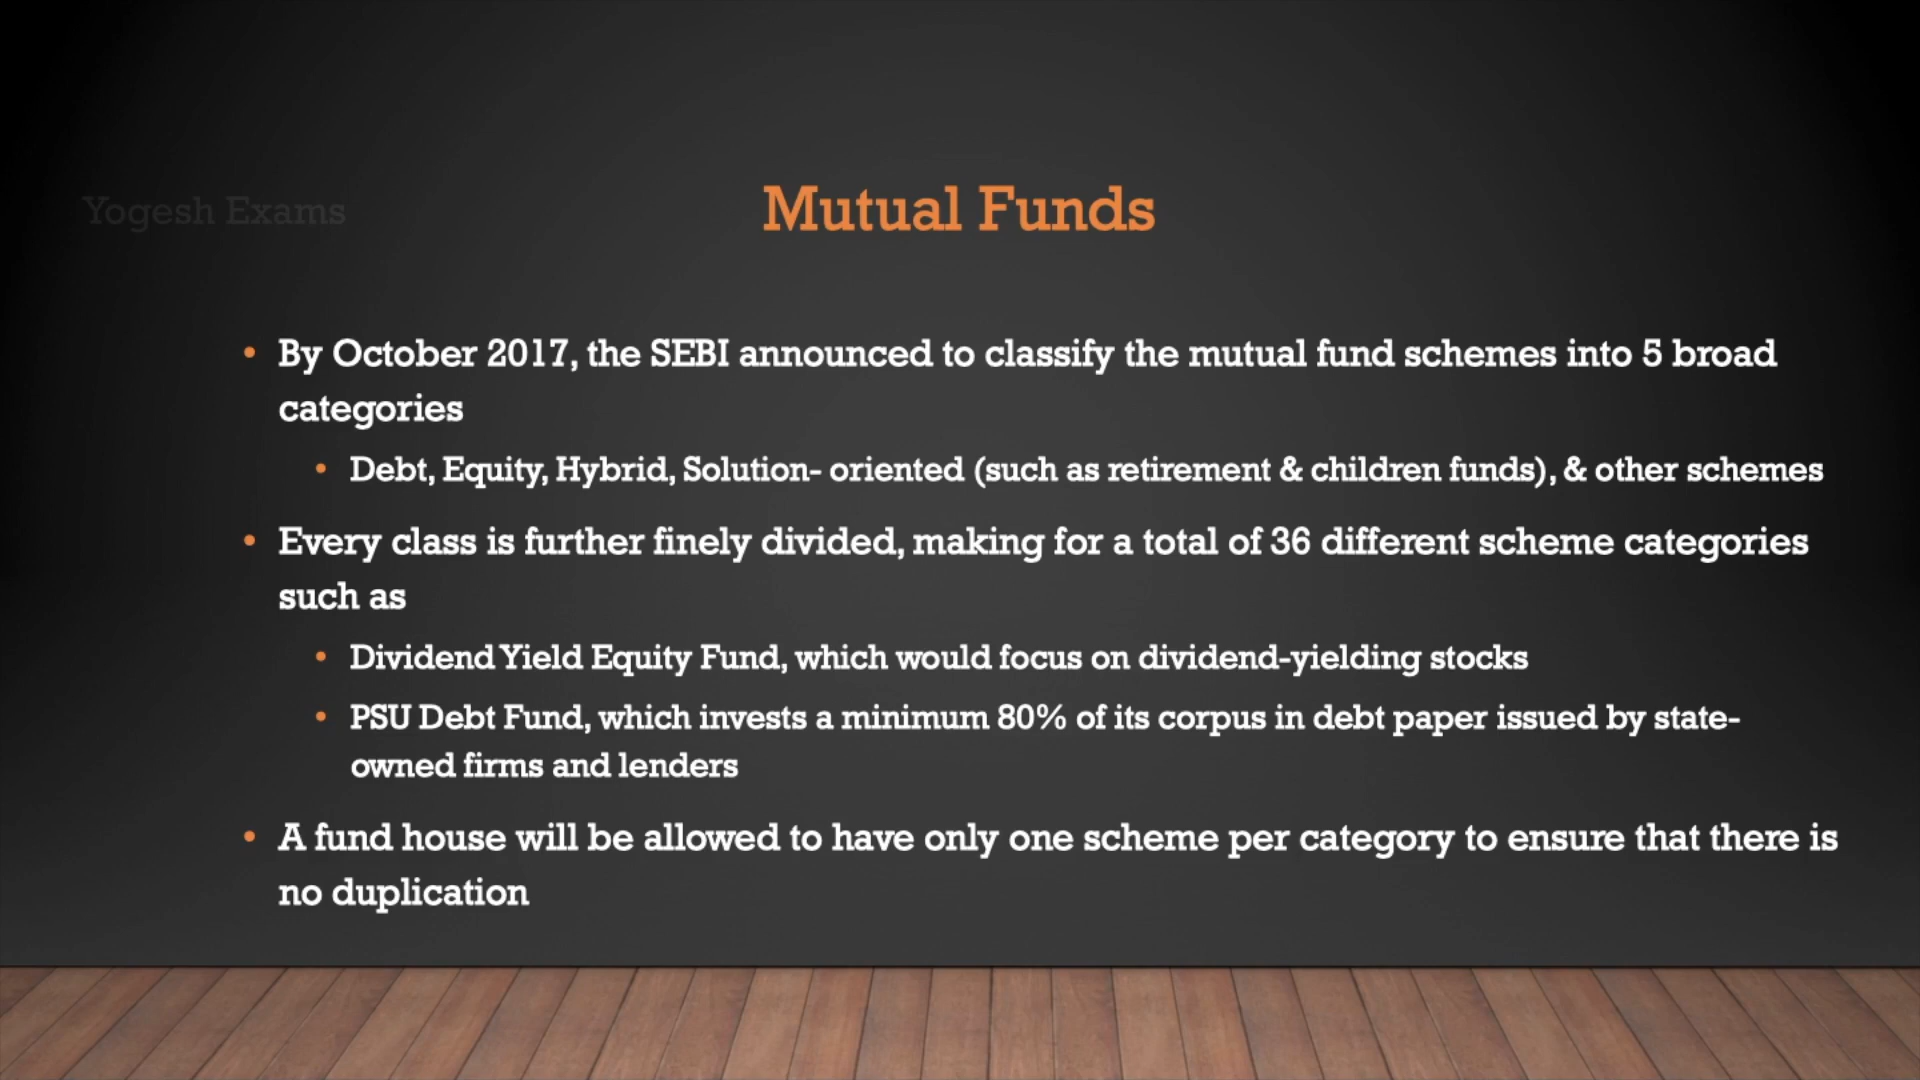 Yogesh Exams
Mutual Funds
• By October 2017, the SEBI announced to classify the mutual fund schemes into 5 broad
categories
• Debt, Equity, Hybrid, Solution- oriented (such as retirement & children funds), & other schemes
• Every class is further finely divided, making for a total of 36 different scheme categories
such as
• Dividend Yield Equity Fund, which would focus on dividend-yielding stocks
• PSU Debt Fund, which invests a minimum 80% of its corpus in debt paper issued by state-
owned firms and lenders
• A fund house will be allowed to have only one scheme per category to ensure that there is
no duplication